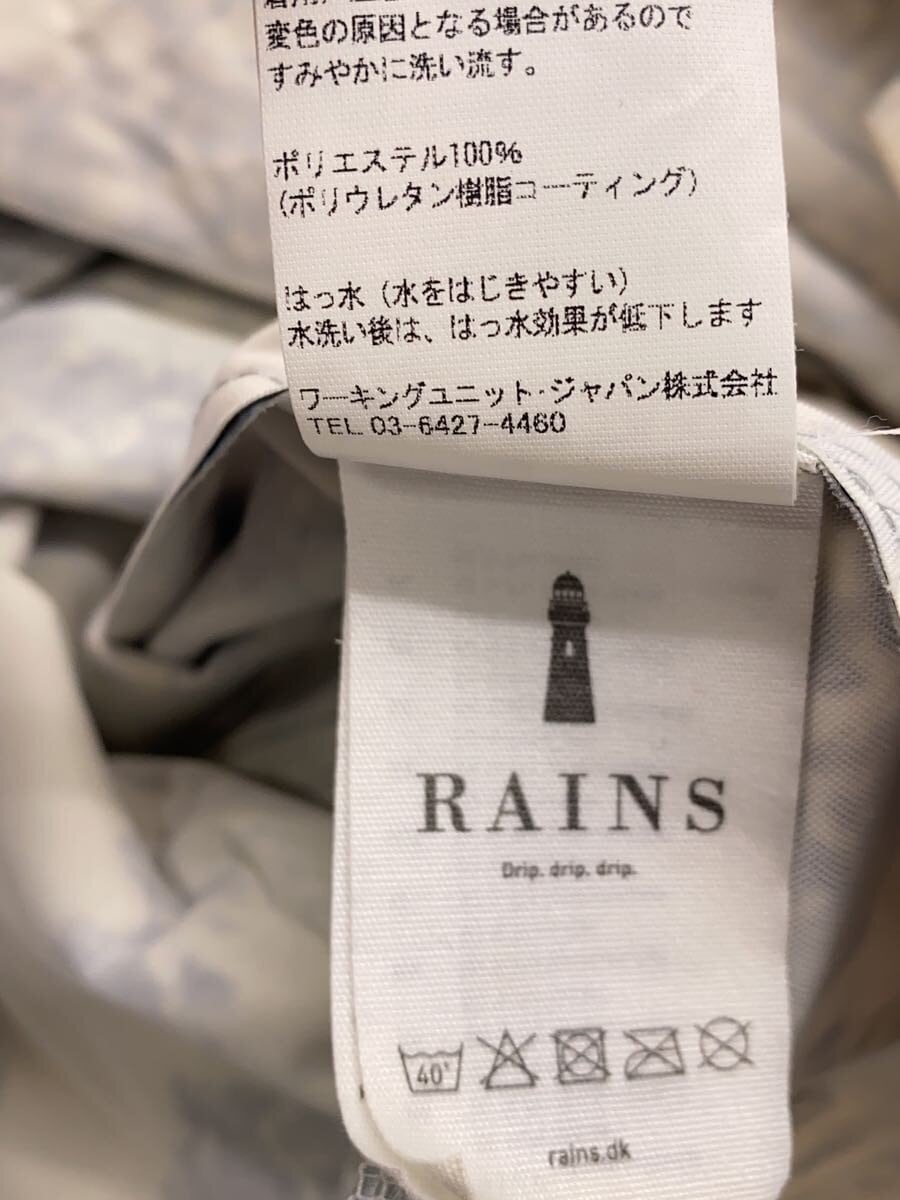 変色の原因となる場合があるので
すみやかに洗い流す。
ポリエステル100%
(ポリウレタン樹脂コーティング)
はっ水（水をはじきやすい）
水洗い後は、はっ水効果が低下します
ワーキングユニット・ジャパン株式会社
TEL 03-6427-4460
RAINS
Drip. drip. drip.
40°
rains.dk